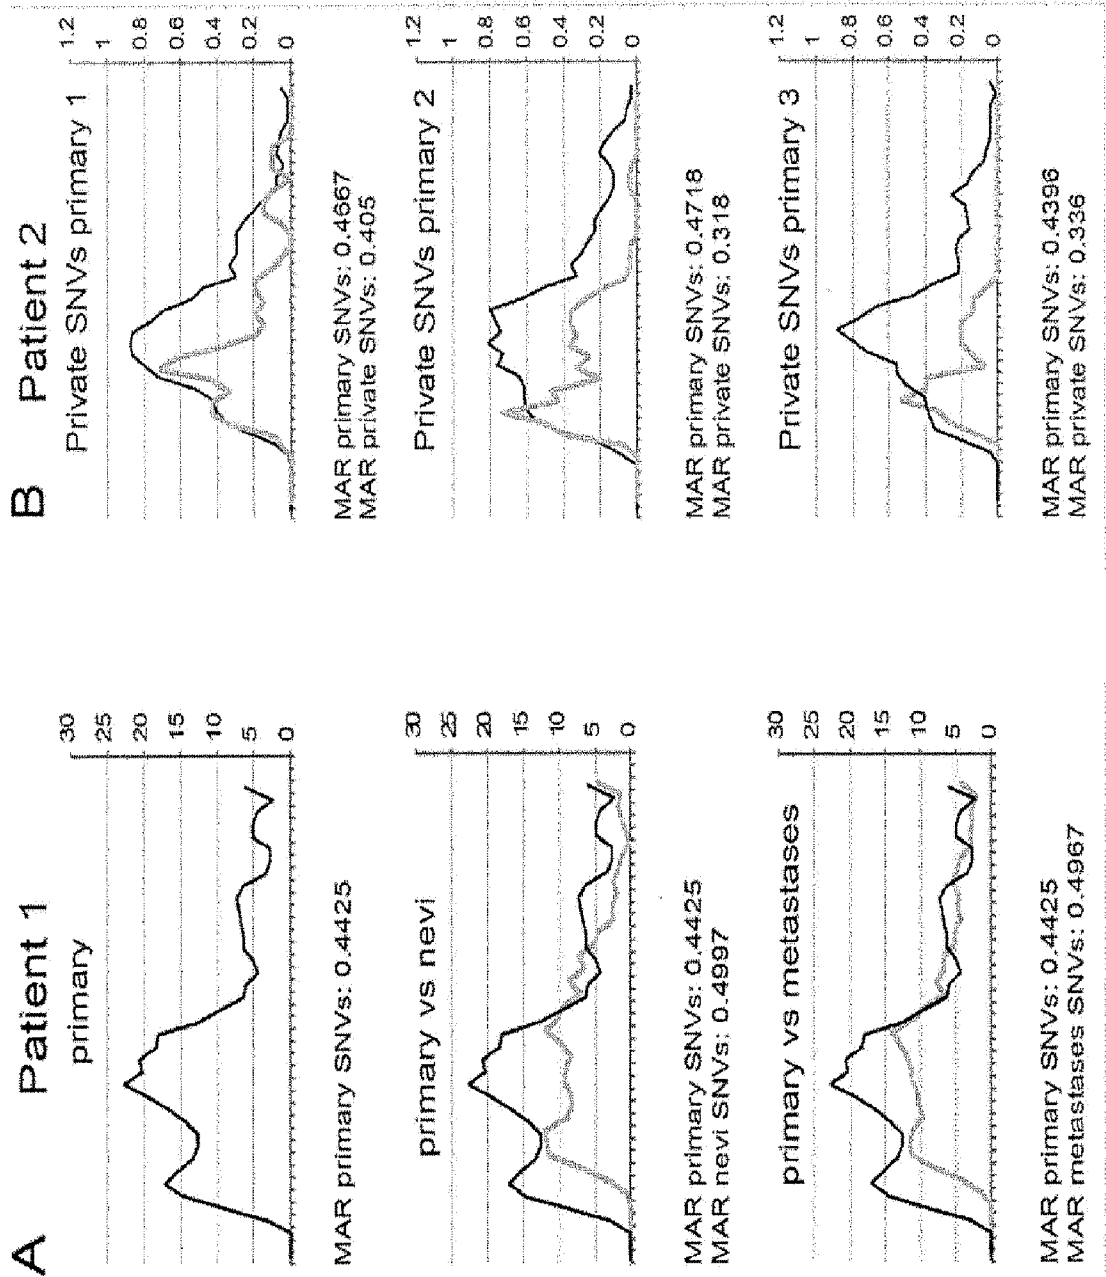 A Patient 1
primary
30
25
20
15
10
5
0
MAR primary SNVs: 0.4425
primary vs nevi
30
25
20
15
10
5
0
MAR primary SNVs: 0.4425
MAR nevi SNVs: 0.4997
primary vs metastases
30
25
20
15
10
5
0
MAR primary SNVs: 0.4425
MAR metastases SNVs: 0.4967
B Patient 2
Private SNVs primary 1
1.2
1
0.8
0.6
0.4
0.2
0
MAR primary SNVs: 0.4667
MAR private SNVs: 0.405
Private SNVs primary 2
1.2
1
0.8
0.6
0.4
0.2
0
MAR primary SNVs: 0.4718
MAR private SNVs: 0.318
Private SNVs primary 3
1.2
1
0.8
0.6
0.4
0.2
0
MAR primary SNVs: 0.4396
MAR private SNVs: 0.336